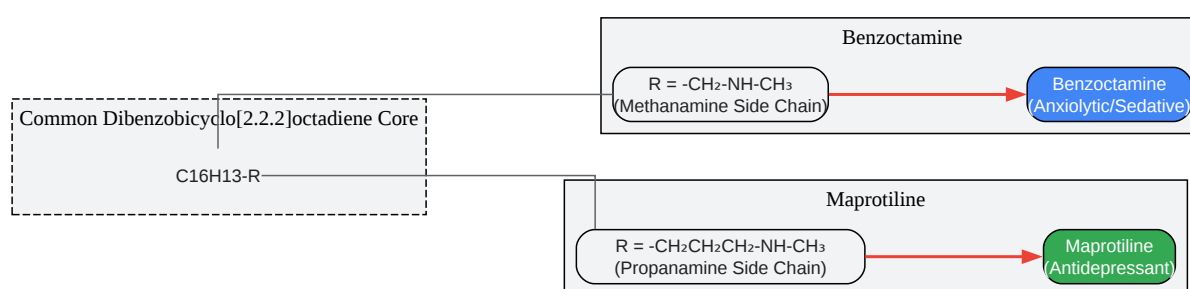 Benzoctamine
R = -CH₂-NH-CH₃
(Methanamine Side Chain)
Benzoctamine
(Anxiolytic/Sedative)
Common Dibenzobicyclo[2.2.2]octadiene Core
C16H13-R
Maprotiline
R = -CH₂CH₂CH₂-NH-CH₃
(Propanamine Side Chain)
Maprotiline
(Antidepressant)